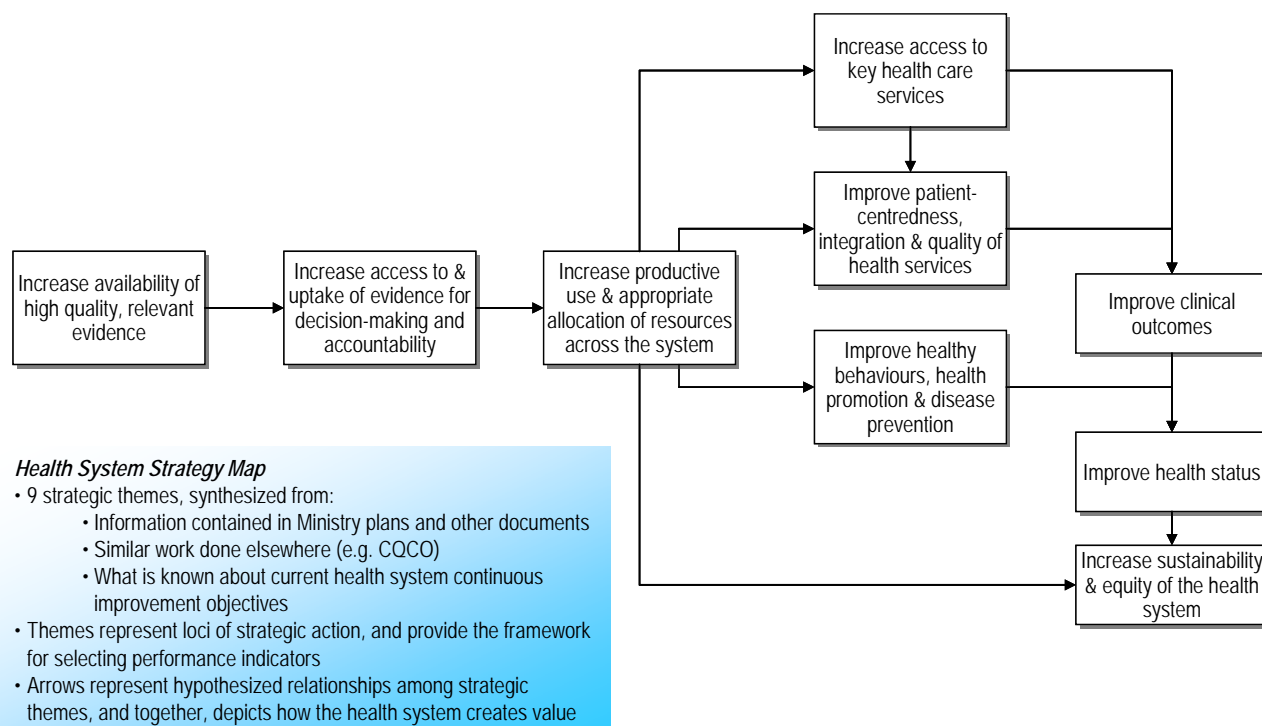 Increase access to
key health care
services
Improve patient-
centredness,
integration & quality of
health services
Increase availability of
high quality, relevant
evidence
Increase access to &
uptake of evidence for
decision-making and
accountability
Increase productive
use & appropriate
allocation of resources
across the system
Improve clinical
outcomes
Improve healthy
behaviours, health
promotion & disease
prevention
Improve health status
Increase sustainability
& equity of the health
system
Health System Strategy Map
• 9 strategic themes, synthesized from:
• Information contained in Ministry plans and other documents
• Similar work done elsewhere (e.g. CQCO)
• What is known about current health system continuous
improvement objectives
• Themes represent loci of strategic action, and provide the framework
for selecting performance indicators
• Arrows represent hypothesized relationships among strategic
themes, and together, depicts how the health system creates value